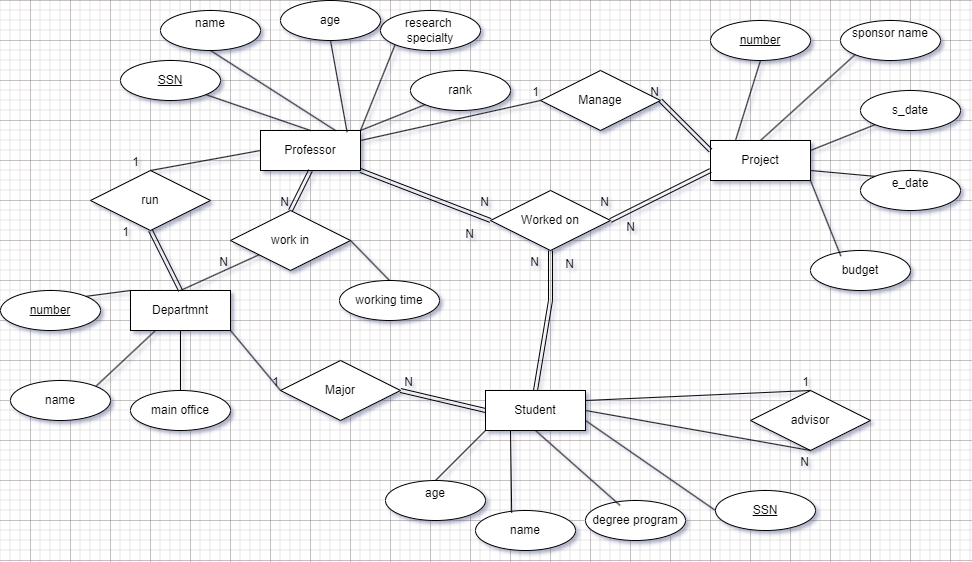 name
age
research
specialty
SSN
rank
number
sponsor name
s_date
e_date
budget
1
Manage
N
Professor
Project
1
run
1
N
work in
N
working time
N
N
Worked on
N
N
N
N
number
Departmnt
name
main office
1
Major
N
Student
1
advisor
N
age
name
degree program
SSN